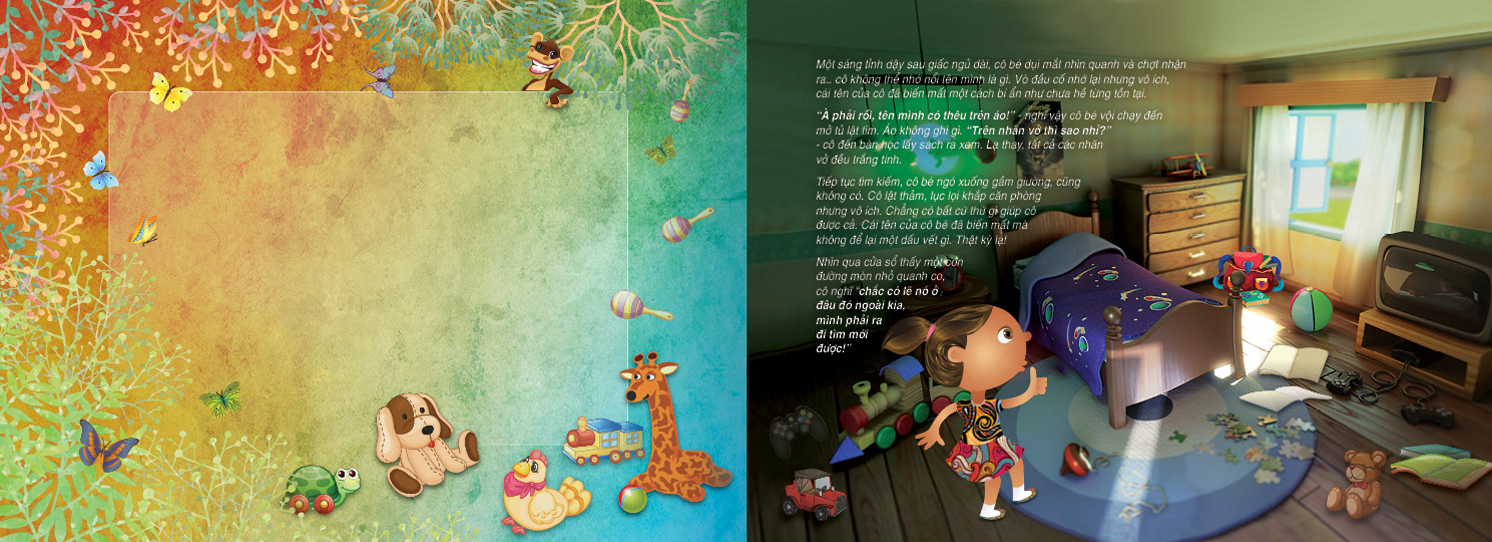 Một sáng tỉnh dậy sau giấc ngủ dài, cô bé dụi mắt nhìn quanh và chợt nhận
ra... cô không thể nhớ nổi tên mình là gì. Vò đầu cố nhớ lại nhưng vô ích,
cái tên của cô đã biến mất một cách bí ẩn như chưa hề từng tồn tại.
“À phải rồi, tên mình có thêu trên áo!” - nghĩ vậy cô bé vội chạy đến
mở tủ lật tìm. Áo không ghi gì. “Trên nhãn vở thì sao nhỉ?”
- cô đến bàn học lấy sách ra xem. Lạ thay, tất cả các nhãn
vở đều trắng tinh.
Tiếp tục tìm kiếm, cô bé ngó xuống gầm giường, cũng
không có. Cô lật thảm, lục lọi khắp căn phòng
nhưng vô ích. Chẳng có bất cứ thứ gì giúp cô
được cả. Cái tên của cô bé đã biến mất mà
không để lại một dấu vết gì. Thật kỳ lạ!
Nhìn qua cửa sổ thấy một con
đường mòn nhỏ quanh co,
cô nghĩ “chắc có lẽ nó ở
đâu đó ngoài kia,
mình phải ra
đi tìm mới
được!”